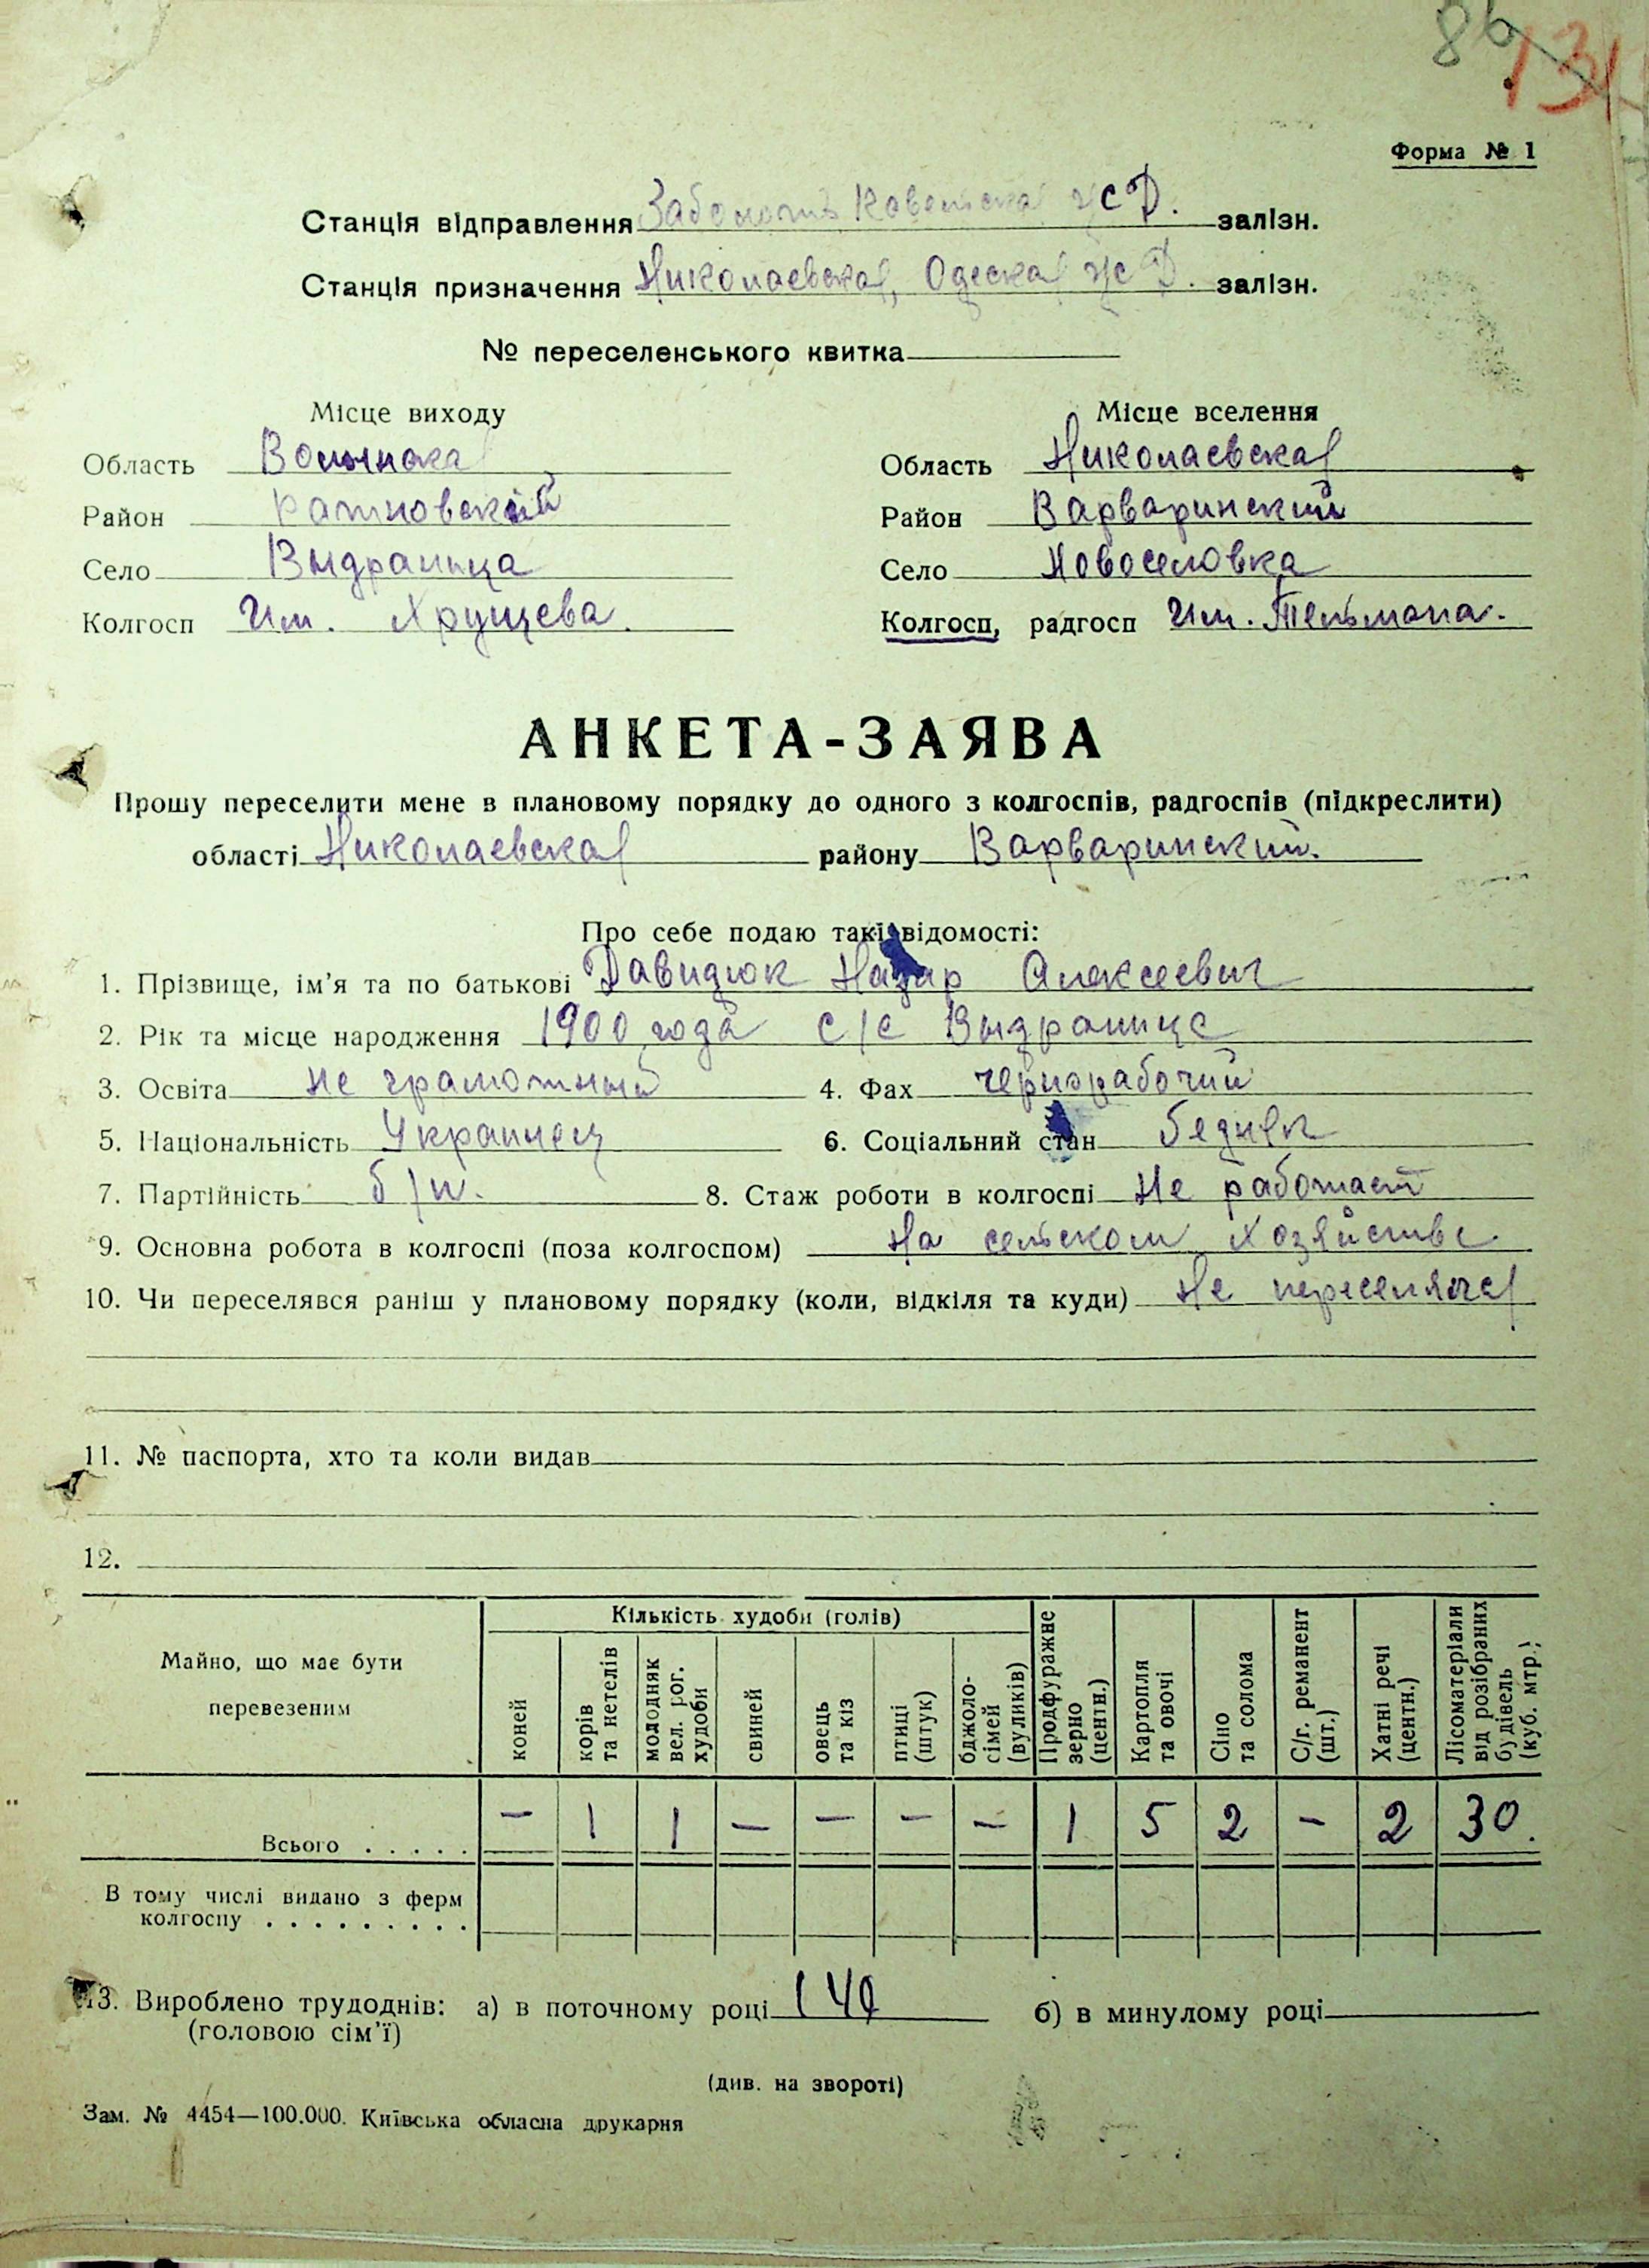 86
Форма № 1
Станція відправлення Заболоть Ковельска ж Д. залізн.
Станція призначення Николаевская, Одеская ж Д. залізн.
№ переселенського квитка
Місце виходу Місце вселення
Область Волынска Область Николаевская
Район Ратновский Район Варваринский
Село Выдраница Село Новоселовка
Колгосп Им. Хрущева. Колгосп, радгосп Им. Тельмана.
АНКЕТА-ЗАЯВА
Прошу переселити мене в плановому порядку до одного з колгоспів, радгоспів (підкреслити)
області Николаевская району Варваринский.
Про себе подаю такі відомості:
1. Прізвище, ім'я та по батькові Давидюк Назар Алексеевич
2. Рік та місце народження 1900 года с/с Выдранице
3. Освіта не грамотный 4. Фах чернорабочий
5. Національність Украинец 6. Соціальний стан бедняк
7. Партійність б/п. 8. Стаж роботи в колгоспі Не работает
9. Основна робота в колгоспі (поза колгоспом) На сельском хозяйстве.
10. Чи переселявся раніш у плановому порядку (коли, відкіля та куди) Не переселялся
11. № паспорта, хто та коли видав
12.
Майно, що має бути перевезеним
Кількість худоби (голів)
коней
корів та нетелів
молодняк вел. рог. худоби
свиней
овець та кіз
птиці (штук)
бджоло-сімей (вуликів)
Продфуражне зерно (центн.)
Картопля та овочі
Сіно та солома
С/г. реманент (шт.)
Хатні речі (центн.)
Лісоматеріали від розібраних будівель (куб. мтр.)
Всього . . . . . — 1 1 — — — — 1 5 2 — 2 30.
В тому числі видано з ферм
колгоспу . . . . . . . . .
13. Вироблено трудоднів: а) в поточному році 140 б) в минулому році
(головою сім'ї)
(див. на звороті)
Зам. № 4454—100.000. Київська обласна друкарня